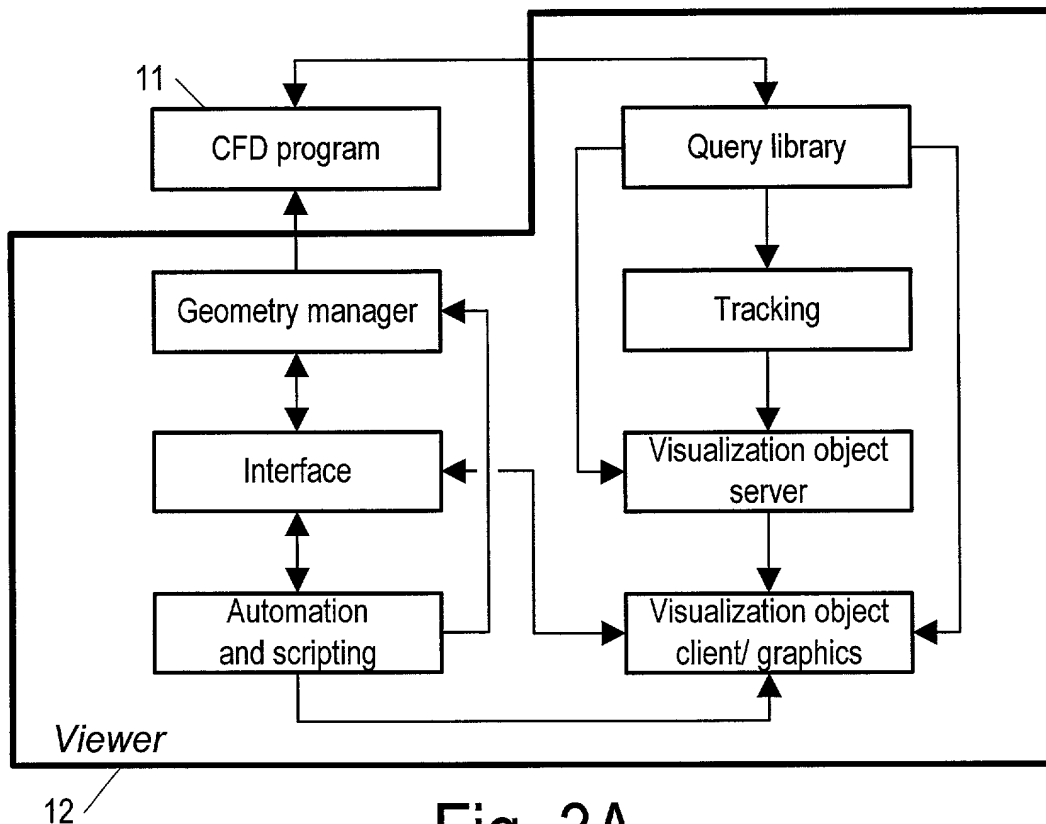 11
CFD program
Query library
Geometry manager
Tracking
Interface
Visualization object
server
Automation
and scripting
Visualization object
client/ graphics
Viewer
12
Fig. 2A